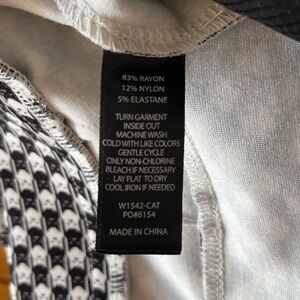 83% RAYON
12% NYLON
5% ELASTANE
TURN GARMENT
INSIDE OUT
MACHINE WASH
COLD WITH LIKE COLORS
GENTLE CYCLE
ONLY NON-CHLORINE
BLEACH IF NECESSARY
LAY FLAT TO DRY
COOL IRON IF NEEDED
W1542-CAT
PO#6154
MADE IN CHINA